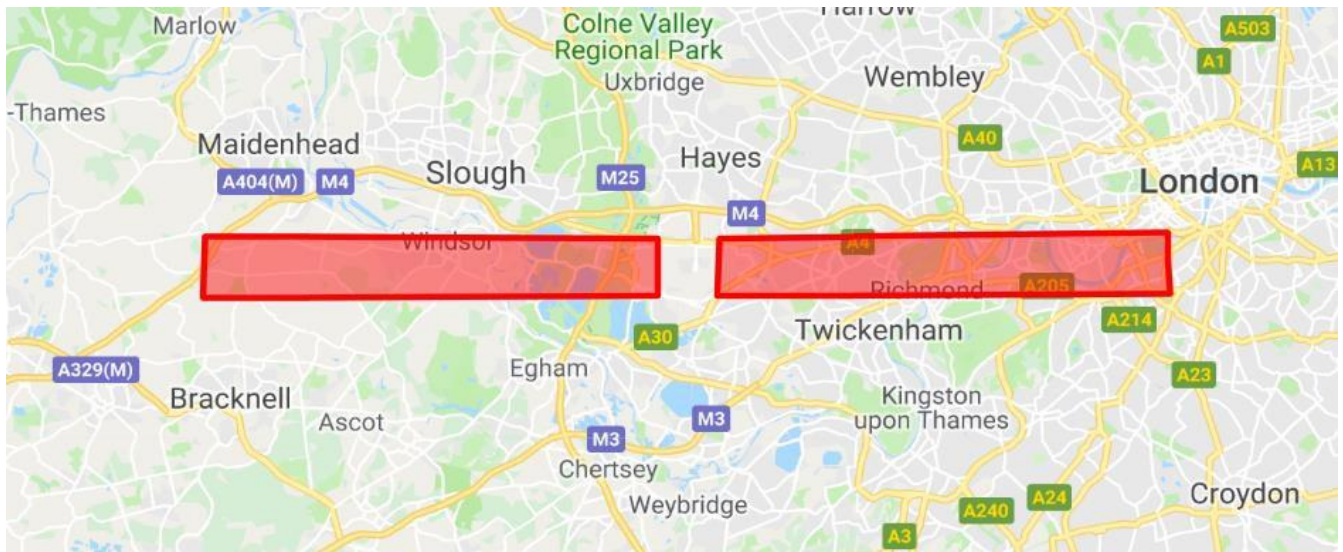 Marlow
Colne Valley
Regional Park
Uxbridge
A503
A1
Wembley
-Thames
Maidenhead
Slough
Hayes
A40
A13
A404(M)
M4
M25
London
M4
Windsor
A4
Richmond
A205
A30
Twickenham
A214
A329(M)
Egham
A23
Bracknell
Ascot
Kingston
upon Thames
M3
M3
Chertsey
Weybridge
A240
A24
Croydon
A3